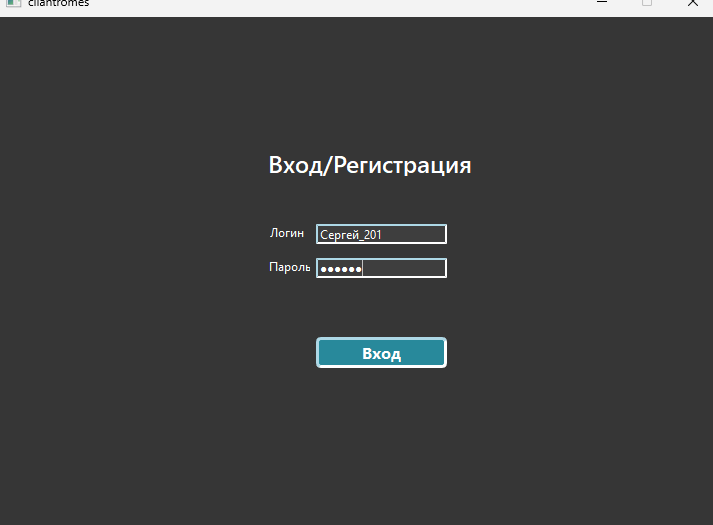 cilantromes
Вход/Регистрация
Логин Сергей_201
Пароль ●●●●●●
Вход